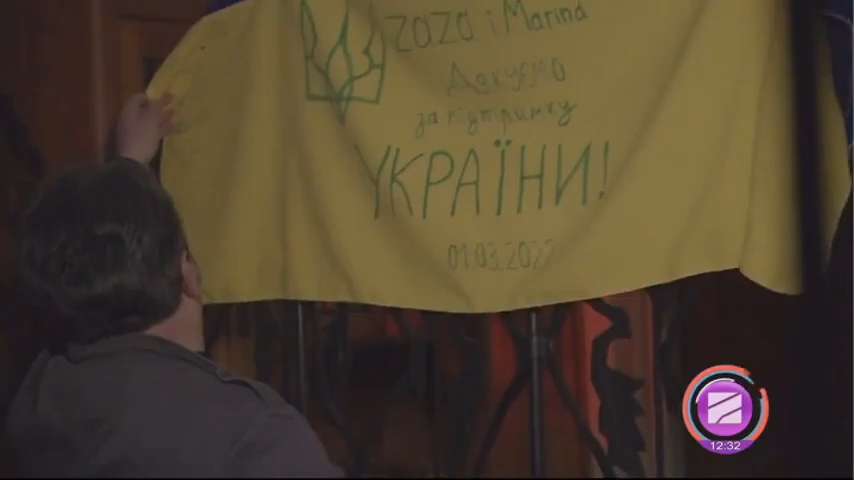 zaza i Marina
Дякуємо
за підтримку
УКРАЇНИ!
01.03.2022
12:32